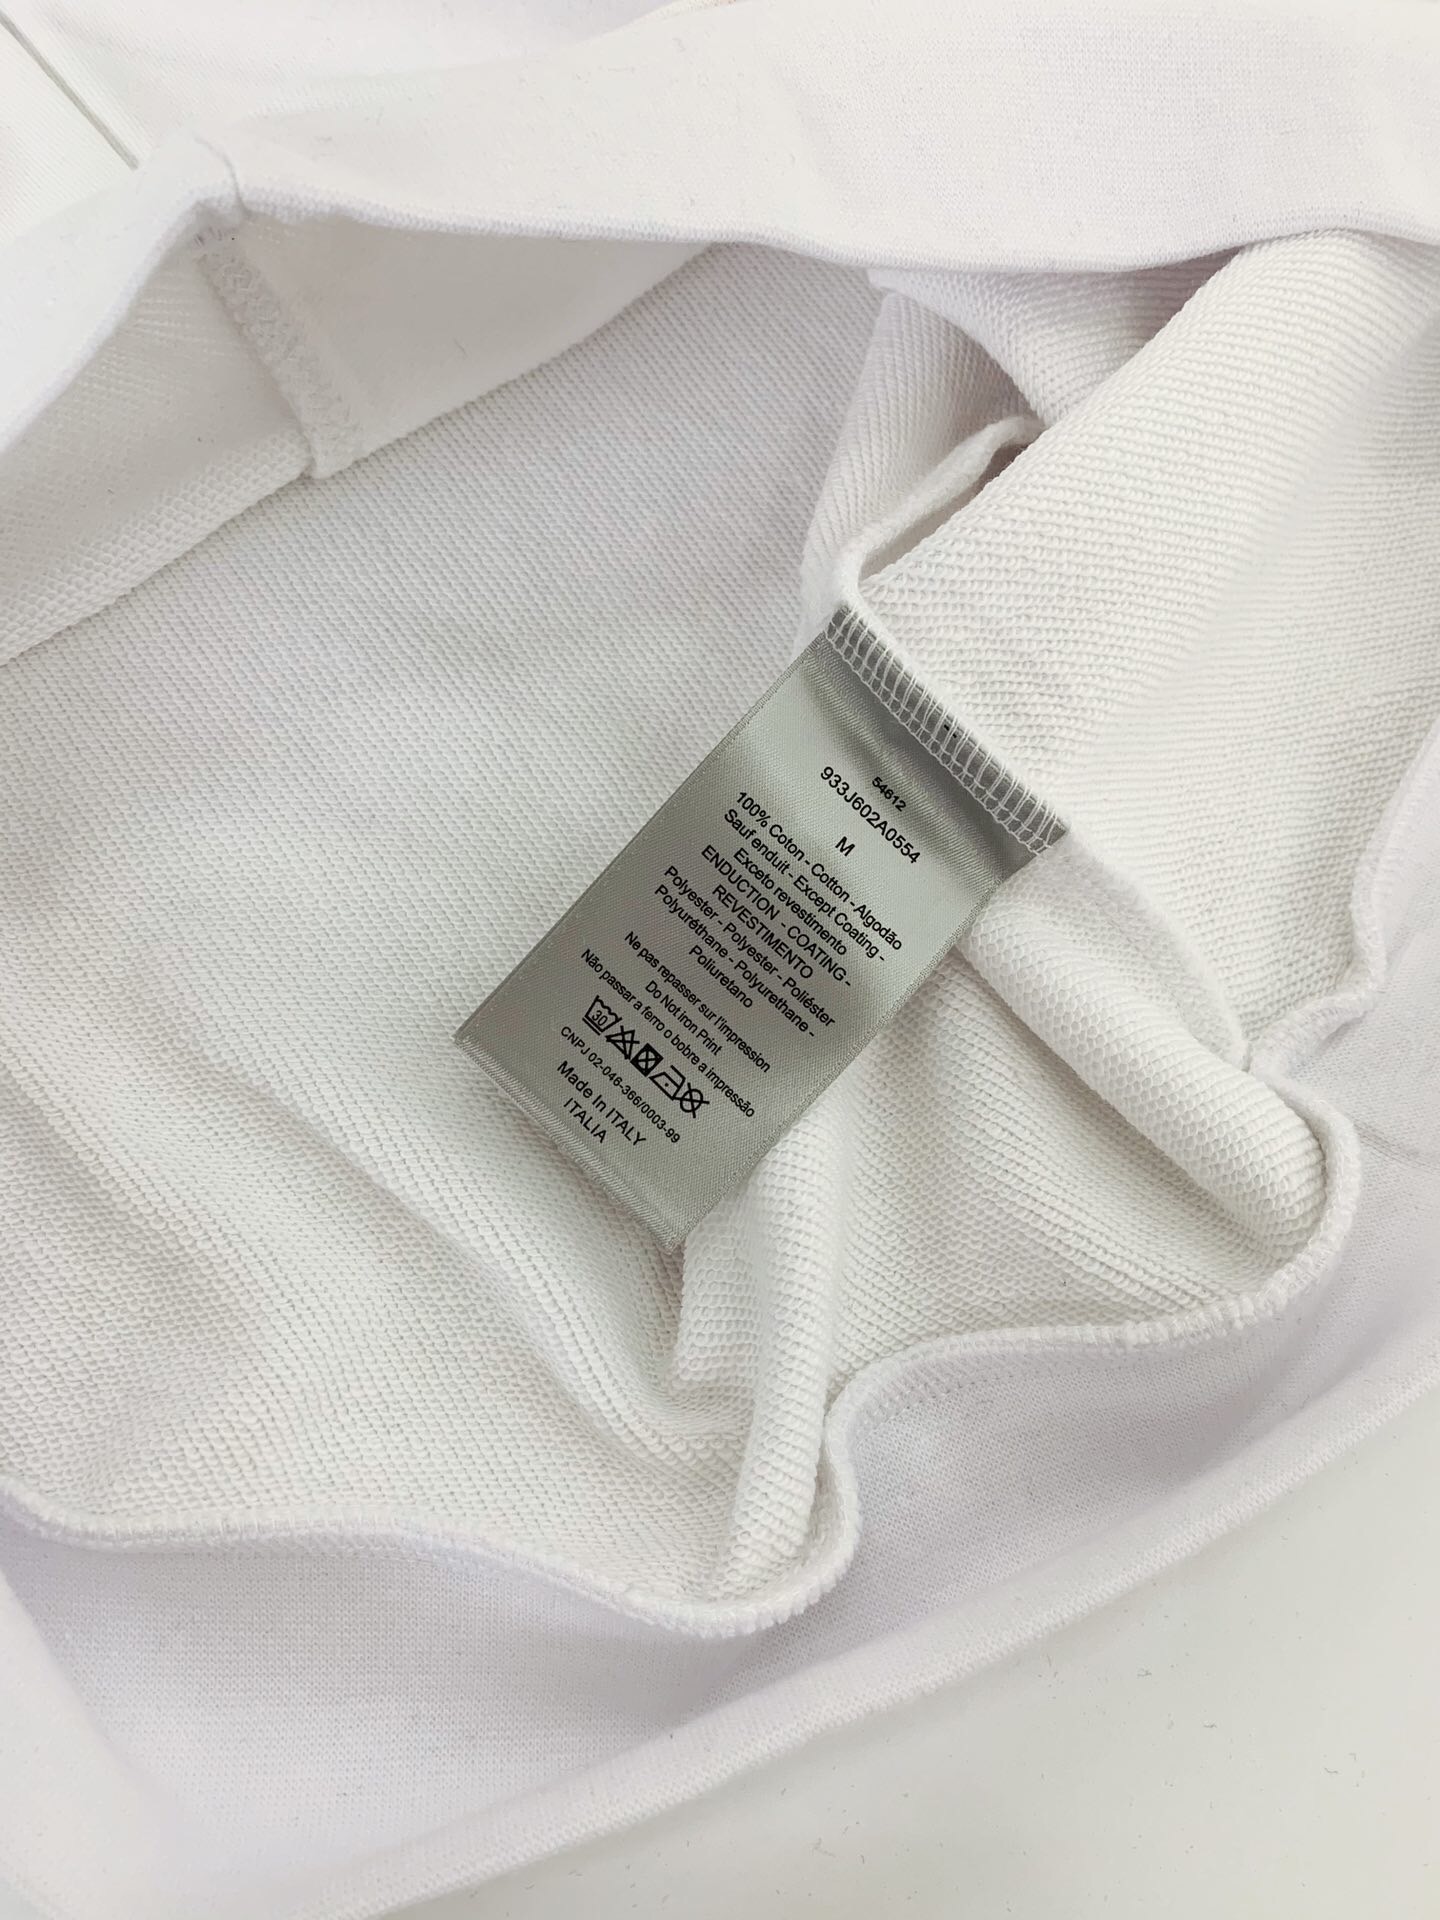 54612
933J602A0554
M
100% Coton - Cotton - Algodão
Sauf enduit - Except Coating -
Exceto revestimento
ENDUCTION - COATING -
REVESTIMENTO
Polyester - Polyester - Poliéster
Polyuréthane - Polyurethane -
Poliuretano
Ne pas repasser sur l'impression
Do Not iron Print
Não passar a ferro o bobre a impressão
30
CNPJ 02-046-366/0003-99
Made In ITALY
ITALIA